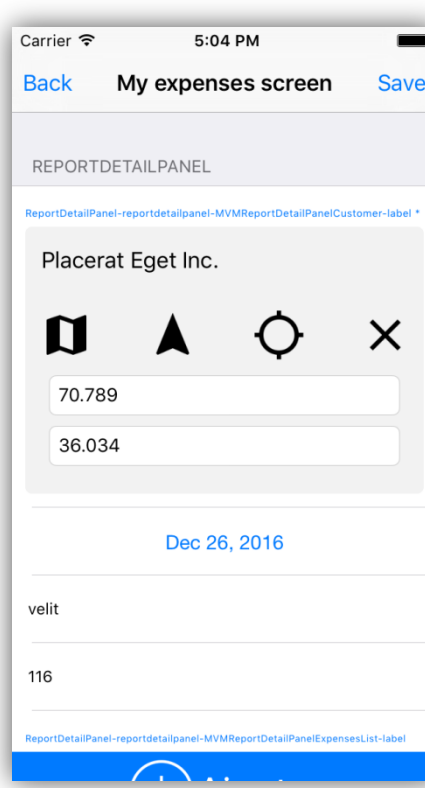 Carrier 5:04 PM
Back My expenses screen Save
REPORTDETAILPANEL
ReportDetailPanel-reportdetailpanel-MVMReportDetailPanelCustomer-label *
Placerat Eget Inc.
70.789
36.034
Dec 26, 2016
velit
116
ReportDetailPanel-reportdetailpanel-MVMReportDetailPanelExpensesList-label